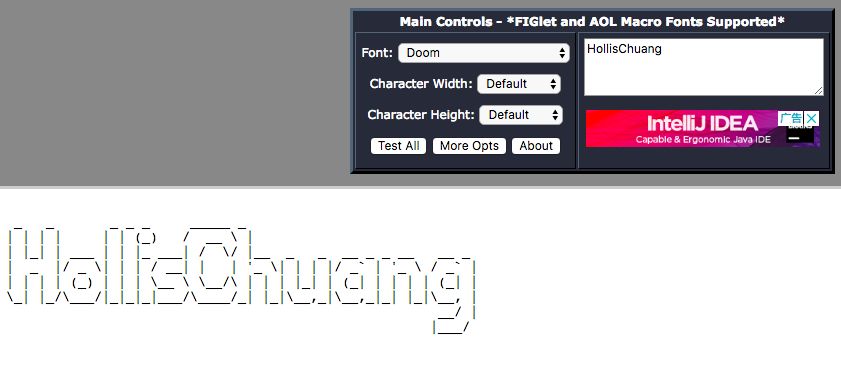 Main Controls - *FIGlet and AOL Macro Fonts Supported*
Font: Doom
HollisChuang
Character Width: Default
Character Height: Default
IntelliJ IDEA
广告
Capable & Ergonomic Java IDE
Test All More Opts About
HollisChuang